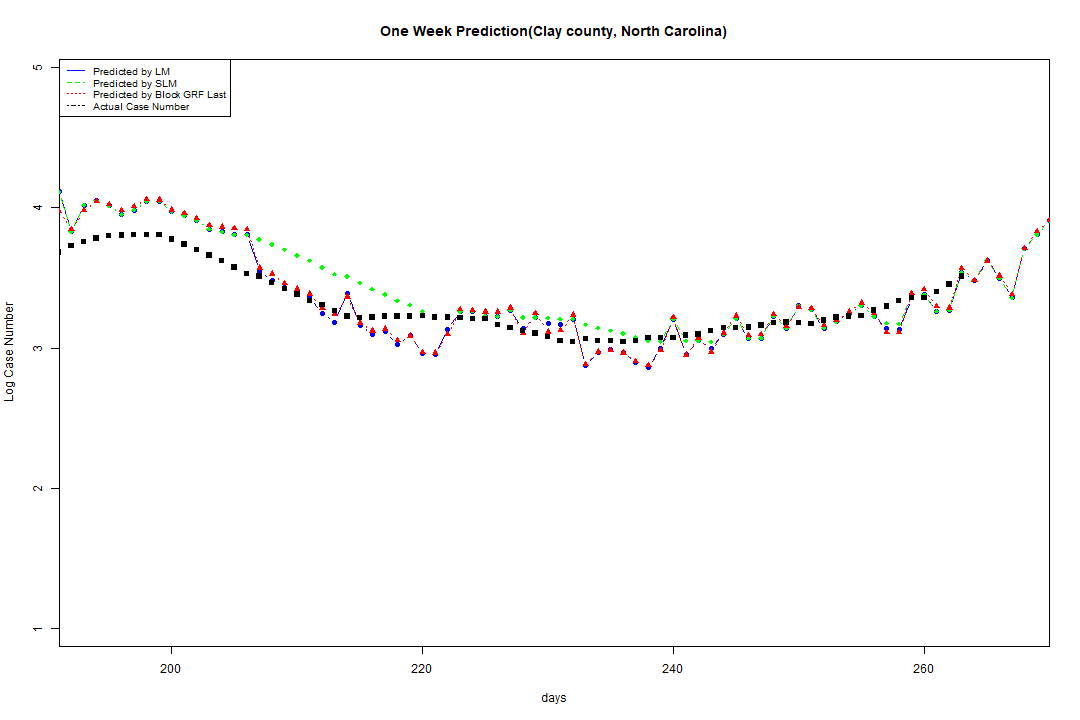 One Week Prediction(Clay county, North Carolina)
Predicted by LM
Predicted by SLM
Predicted by Block GRF Last
Actual Case Number
5
4
3
2
1
Log Case Number
200 220 240 260
days